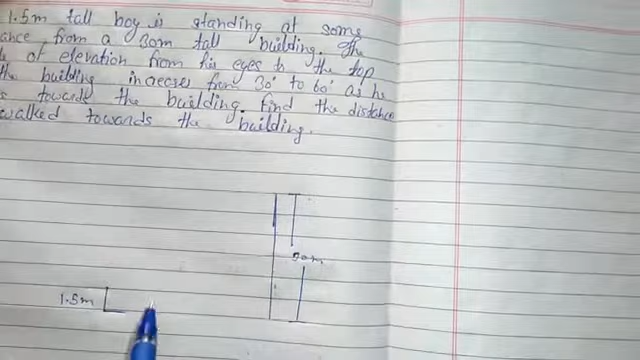 1.5m tall boy is standing at some
ance from a 30m tall building. The
le of elevation from his eyes to the top
the building increses from 30° to 60° as he
s towards the building. find the distance
walked towards the building.
30m
1.5m